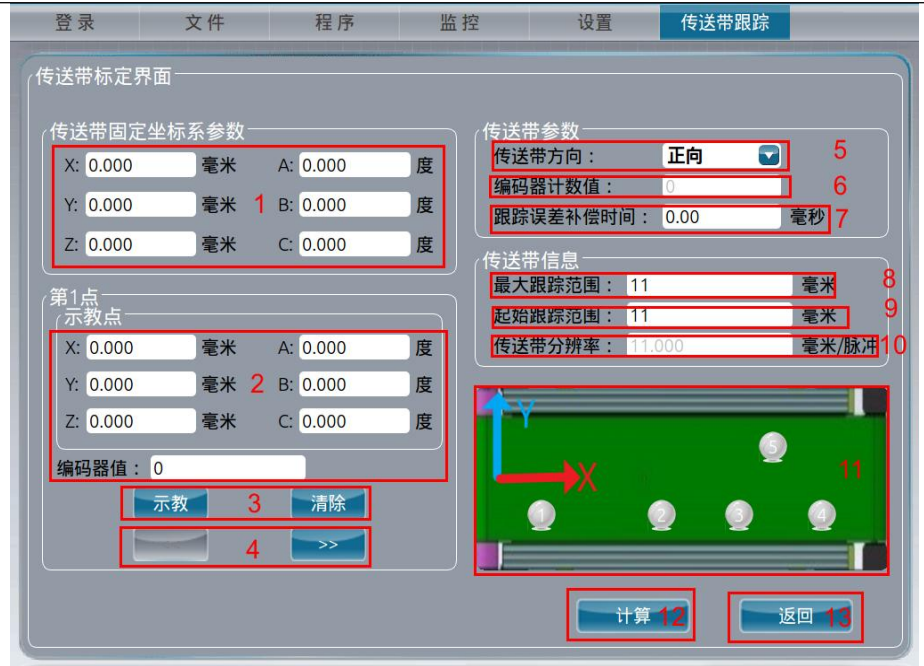 登录 文件 程序 监控 设置 传送带跟踪
传送带标定界面
传送带固定坐标系参数
X: 0.000 毫米 A: 0.000 度
Y: 0.000 毫米 1 B: 0.000 度
Z: 0.000 毫米 C: 0.000 度
第1点
示教点
X: 0.000 毫米 A: 0.000 度
Y: 0.000 毫米 2 B: 0.000 度
Z: 0.000 毫米 C: 0.000 度
编码器值： 0
示教 3 清除
4 >>
传送带参数
传送带方向： 正向 5
编码器计数值： 0 6
跟踪误差补偿时间： 0.00 毫秒 7
传送带信息
最大跟踪范围： 11 毫米 8
起始跟踪范围： 11 毫米 9
传送带分辨率： 11.000 毫米/脉冲 10
Y
X
5
11
1 2 3 4
计算 12 返回 13